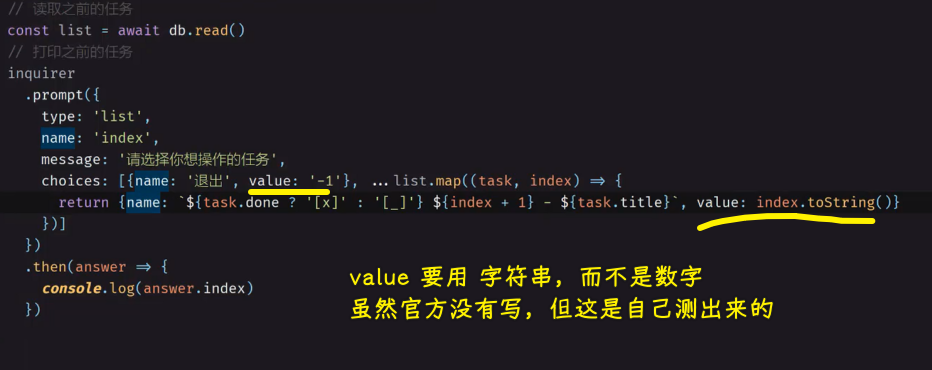 // 读取之前的任务
const list = await db.read()
// 打印之前的任务
inquirer
  .prompt({
    type: 'list',
    name: 'index',
    message: '请选择你想操作的任务',
    choices: [{name: '退出', value: '-1'}, ...list.map((task, index) => {
      return {name: `${task.done ? '[x]' : '[_]'} ${index + 1} - ${task.title}`, value: index.toString()}
    })]
  })
  .then(answer => {
    console.log(answer.index)
  })
value 要用 字符串，而不是数字
虽然官方没有写，但这是自己测出来的